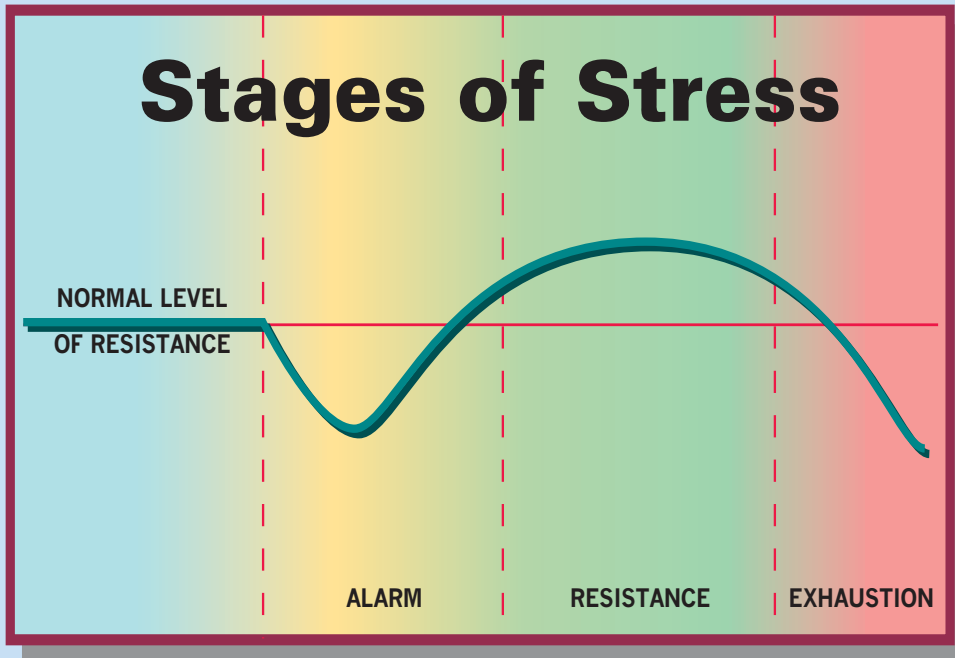 Stages of Stress
NORMAL LEVEL
OF RESISTANCE
ALARM
RESISTANCE
EXHAUSTION